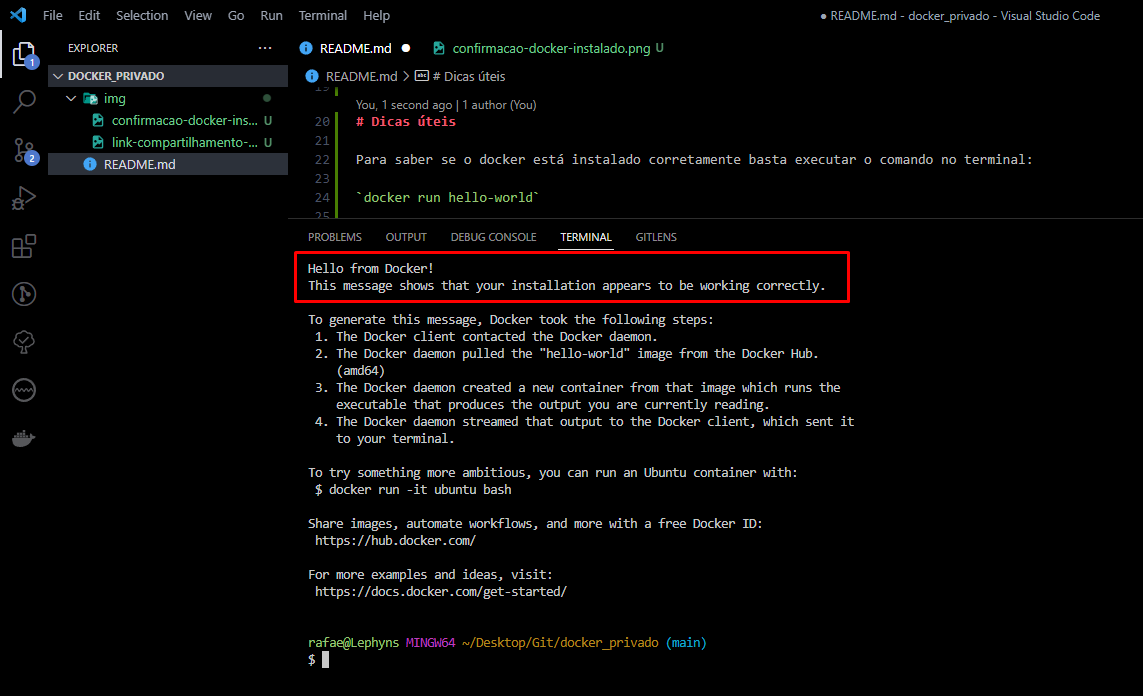 File Edit Selection View Go Run Terminal Help
● README.md - docker_privado - Visual Studio Code
EXPLORER ...
DOCKER_PRIVADO
img
confirmacao-docker-ins... U
link-compartilhamento-... U
README.md
1
2
README.md ●
confirmacao-docker-instalado.png U
README.md > # Dicas úteis
19
You, 1 second ago | 1 author (You)
20 # Dicas úteis
21
22 Para saber se o docker está instalado corretamente basta executar o comando no terminal:
23
24 `docker run hello-world`
25
PROBLEMS OUTPUT DEBUG CONSOLE TERMINAL GITLENS
Hello from Docker!
This message shows that your installation appears to be working correctly.
To generate this message, Docker took the following steps:
1. The Docker client contacted the Docker daemon.
2. The Docker daemon pulled the "hello-world" image from the Docker Hub.
(amd64)
3. The Docker daemon created a new container from that image which runs the
executable that produces the output you are currently reading.
4. The Docker daemon streamed that output to the Docker client, which sent it
to your terminal.
To try something more ambitious, you can run an Ubuntu container with:
$ docker run -it ubuntu bash
Share images, automate workflows, and more with a free Docker ID:
https://hub.docker.com/
For more examples and ideas, visit:
https://docs.docker.com/get-started/
rafae@Lephyns MINGW64 ~/Desktop/Git/docker_privado (main)
$